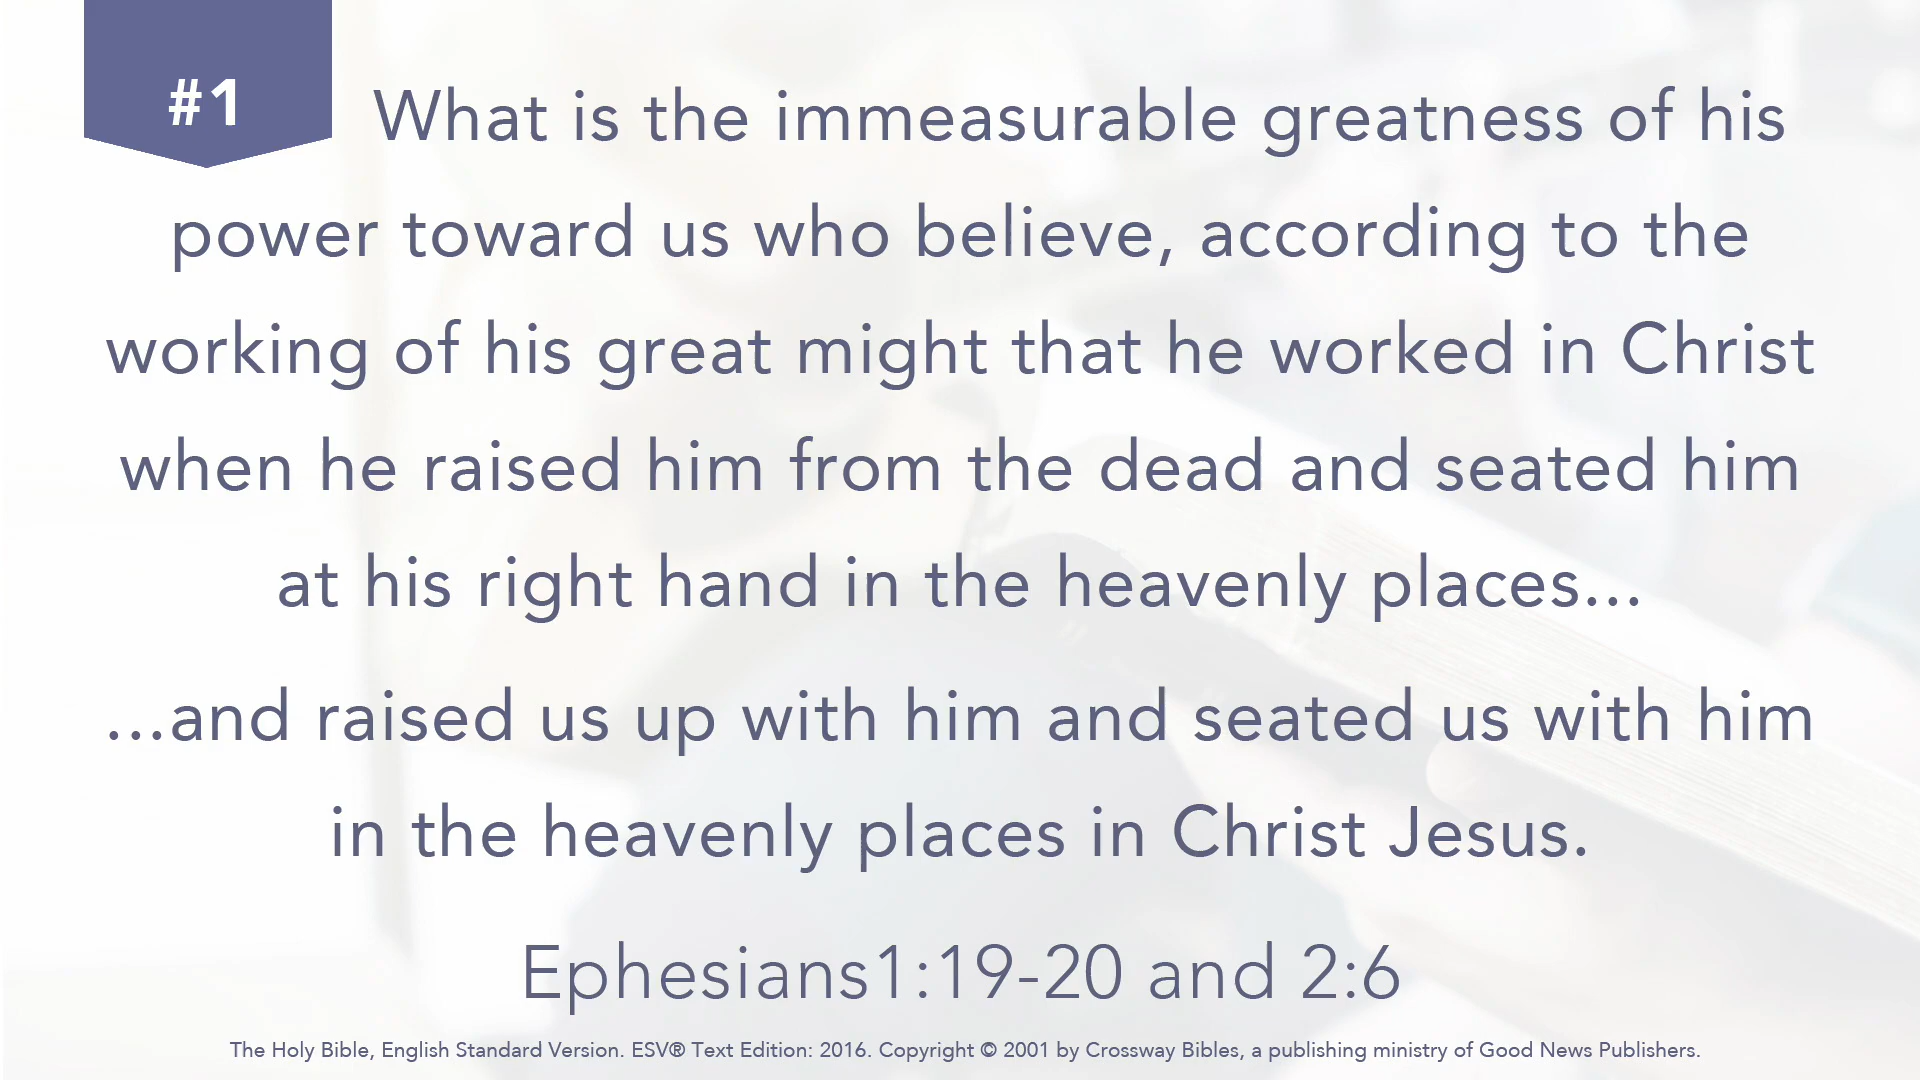 #1
What is the immeasurable greatness of his
power toward us who believe, according to the
working of his great might that he worked in Christ
when he raised him from the dead and seated him
at his right hand in the heavenly places...
...and raised us up with him and seated us with him
in the heavenly places in Christ Jesus.
Ephesians1:19-20 and 2:6
The Holy Bible, English Standard Version. ESV® Text Edition: 2016. Copyright © 2001 by Crossway Bibles, a publishing ministry of Good News Publishers.